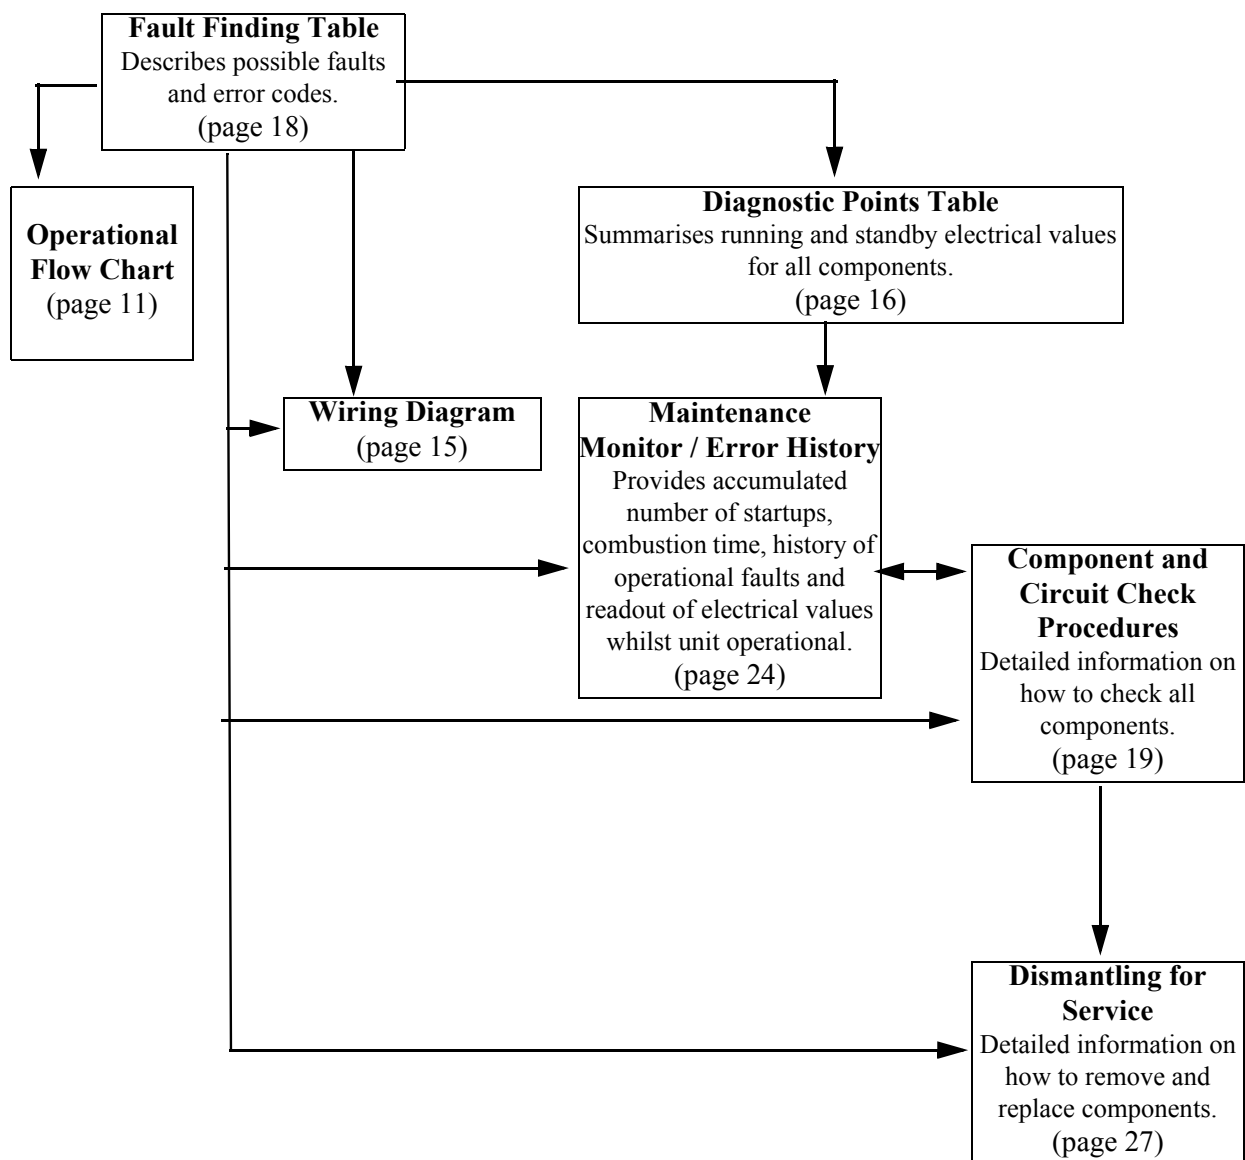 Fault Finding Table
Describes possible faults
and error codes.
(page 18)
Operational
Flow Chart
(page 11)
Diagnostic Points Table
Summarises running and standby electrical values
for all components.
(page 16)
Wiring Diagram
(page 15)
Maintenance
Monitor / Error History
Provides accumulated
number of startups,
combustion time, history of
operational faults and
readout of electrical values
whilst unit operational.
(page 24)
Component and
Circuit Check
Procedures
Detailed information on
how to check all
components.
(page 19)
Dismantling for
Service
Detailed information on
how to remove and
replace components.
(page 27)